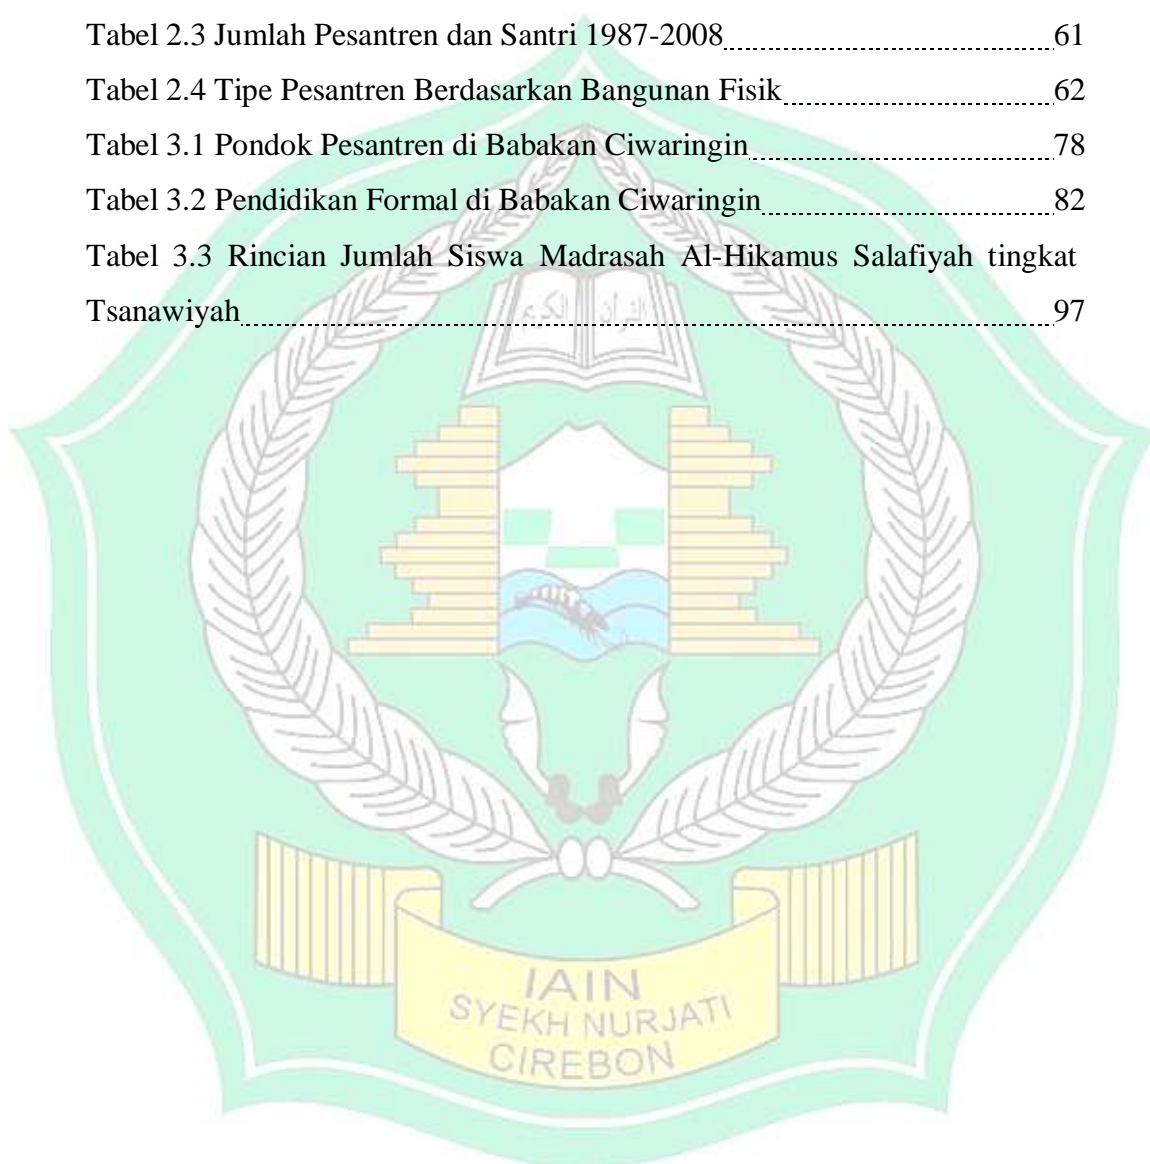 Tabel 2.3 Jumlah Pesantren dan Santri 1987-2008 61
Tabel 2.4 Tipe Pesantren Berdasarkan Bangunan Fisik 62
Tabel 3.1 Pondok Pesantren di Babakan Ciwaringin 78
Tabel 3.2 Pendidikan Formal di Babakan Ciwaringin 82
Tabel 3.3 Rincian Jumlah Siswa Madrasah Al-Hikamus Salafiyah tingkat
Tsanawiyah 97
القرآن الكريم
IAIN
SYEKH NURJATI
CIREBON